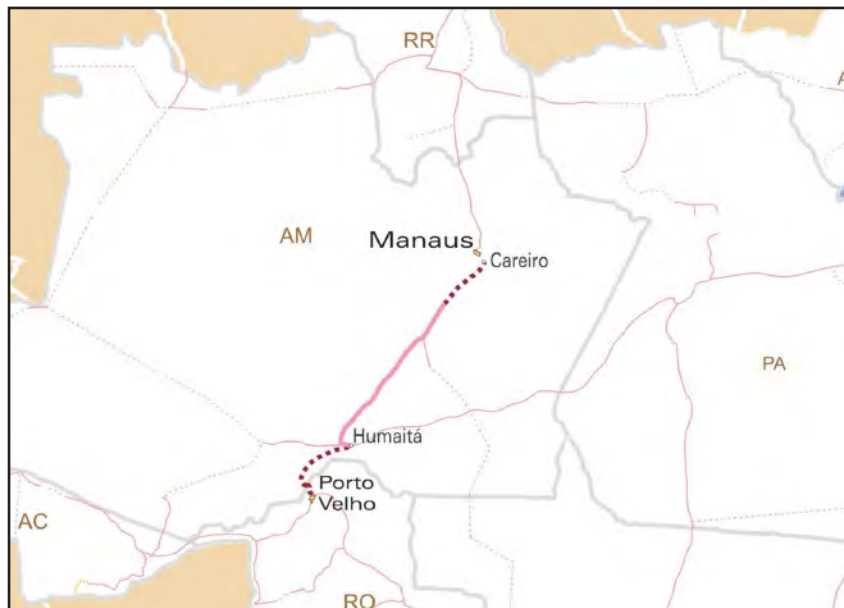 RR
A
AM
Manaus
Careiro
PA
Humaitá
Porto
Velho
AC
RO